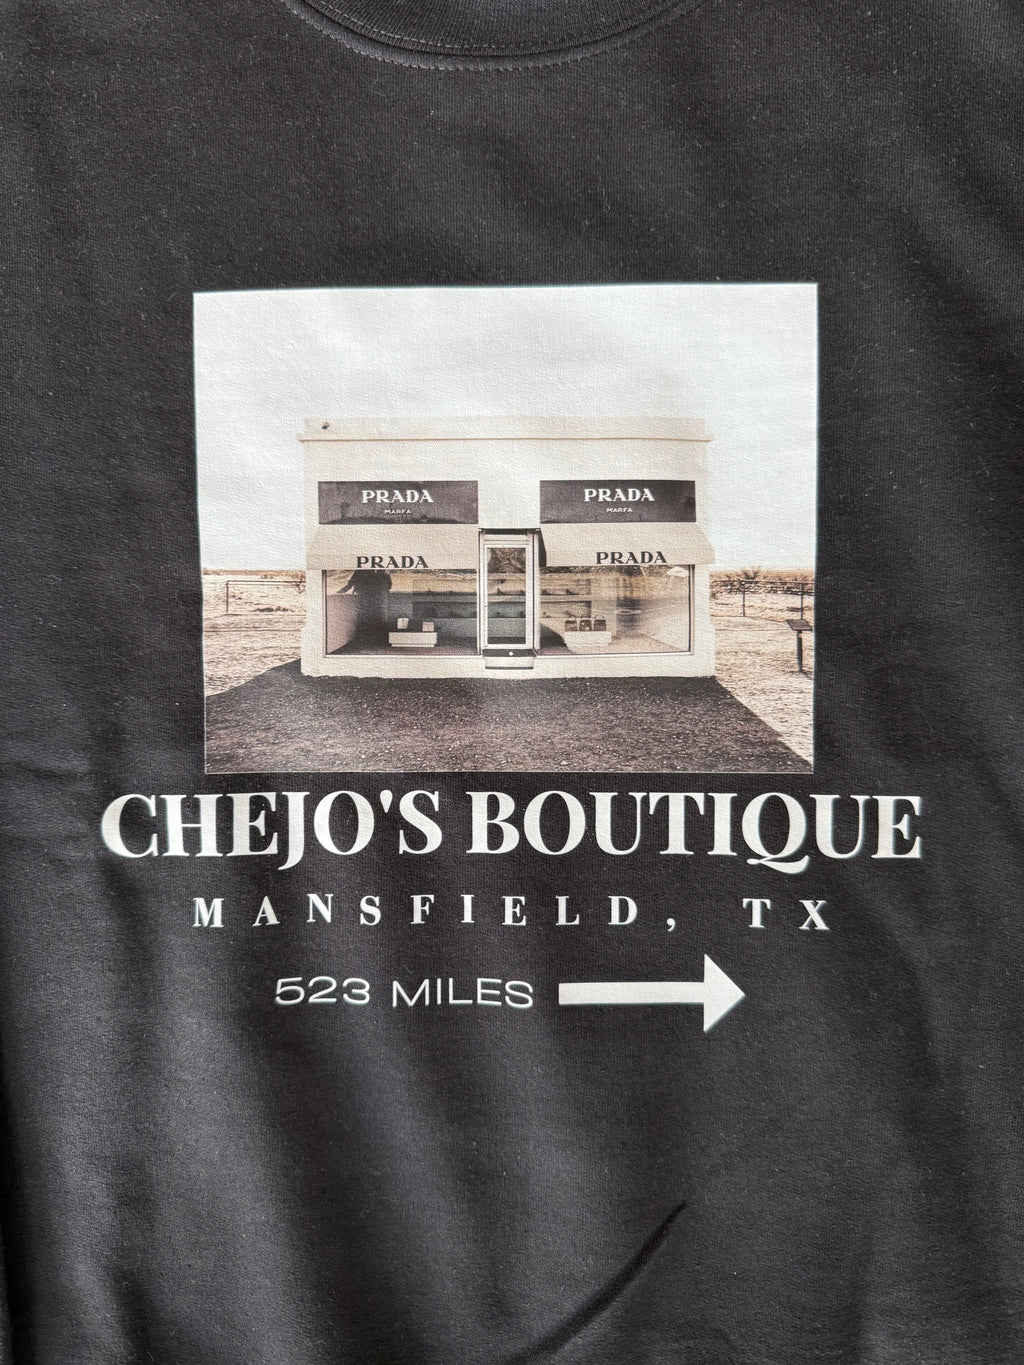 PRADA PRADA
MARFA MARFA
PRADA PRADA
CHEJO'S BOUTIQUE
MANSFIELD, TX
523 MILES